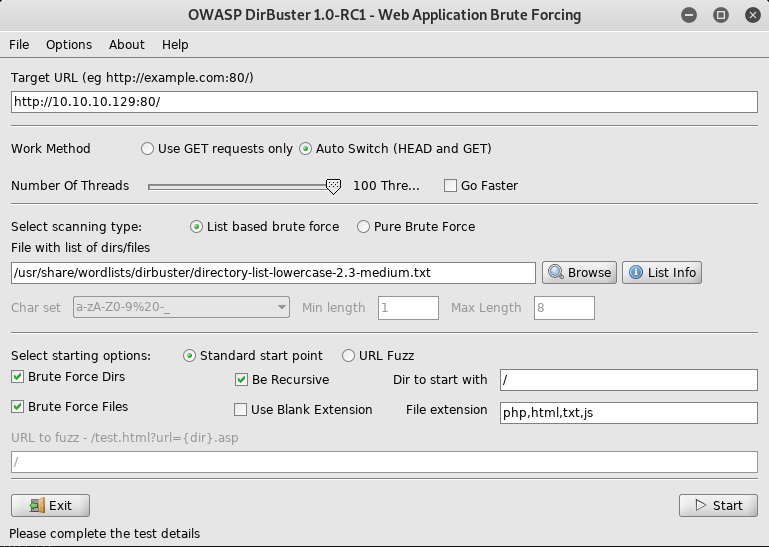 OWASP DirBuster 1.0-RC1 - Web Application Brute Forcing
File Options About Help
Target URL (eg http://example.com:80/)
http://10.10.10.129:80/
Work Method Use GET requests only Auto Switch (HEAD and GET)
Number Of Threads 100 Thre... Go Faster
Select scanning type: List based brute force Pure Brute Force
File with list of dirs/files
/usr/share/wordlists/dirbuster/directory-list-lowercase-2.3-medium.txt Browse List Info
Char set a-zA-Z0-9%20-_ Min length 1 Max Length 8
Select starting options: Standard start point URL Fuzz
Brute Force Dirs Be Recursive Dir to start with /
Brute Force Files Use Blank Extension File extension php,html,txt,js
URL to fuzz - /test.html?url={dir}.asp
/
Exit Start
Please complete the test details